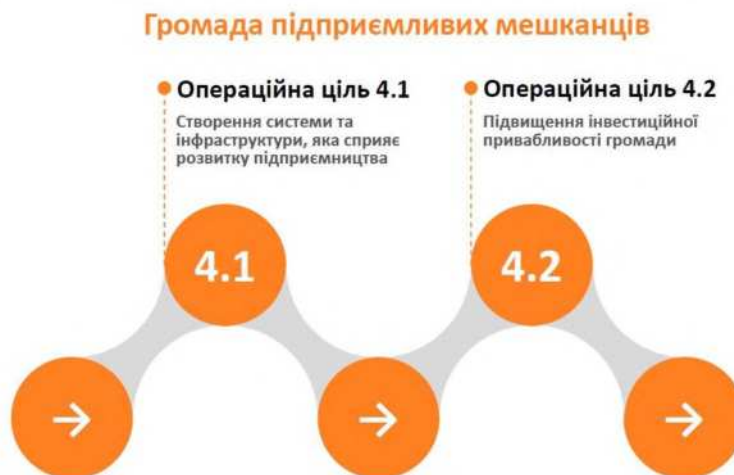 Громада підприємливих мешканців
Операційна ціль 4.1
Створення системи та
інфраструктури, яка сприяє
розвитку підприємництва
Операційна ціль 4.2
Підвищення інвестиційної
привабливості громади
4.1
4.2